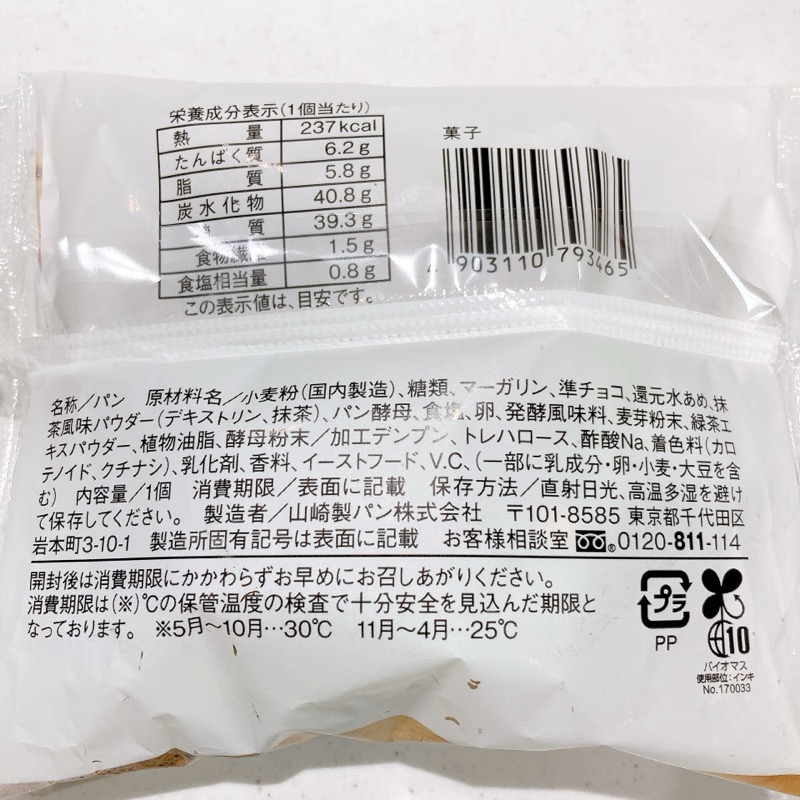 栄養成分表示(1個当たり)
熱量 237kcal
たんぱく質 6.2g
脂質 5.8g
炭水化物 40.8g
質 39.3g
食物繊維 1.5g
食塩相当量 0.8g
この表示値は、目安です。
菓子
4 903110 793465
名称/パン 原材料名/小麦粉(国内製造)、糖類、マーガリン、準チョコ、還元水あめ、抹
茶風味パウダー(デキストリン、抹茶)、パン酵母、食塩、卵、発酵風味料、麦芽粉末、緑茶エ
キスパウダー、植物油脂、酵母粉末/加工デンプン、トレハロース、酢酸Na、着色料(カロ
テノイド、クチナシ)、乳化剤、香料、イーストフード、V.C、(一部に乳成分・卵・小麦・大豆を含
む) 内容量/1個 消費期限/表面に記載 保存方法/直射日光、高温多湿を避け
て保存してください。 製造者/山崎製パン株式会社 〒101-8585 東京都千代田区
岩本町3-10-1 製造所固有記号は表面に記載 お客様相談室 ®0120-811-114
開封後は消費期限にかかわらずお早めにお召しあがりください。
消費期限は(※)℃の保管温度の検査で十分安全を見込んだ期限と
なっております。 ※5月〜10月…30℃ 11月〜4月…25℃
プラ
PP
10
バイオマス
使用部位:インキ
No.170033